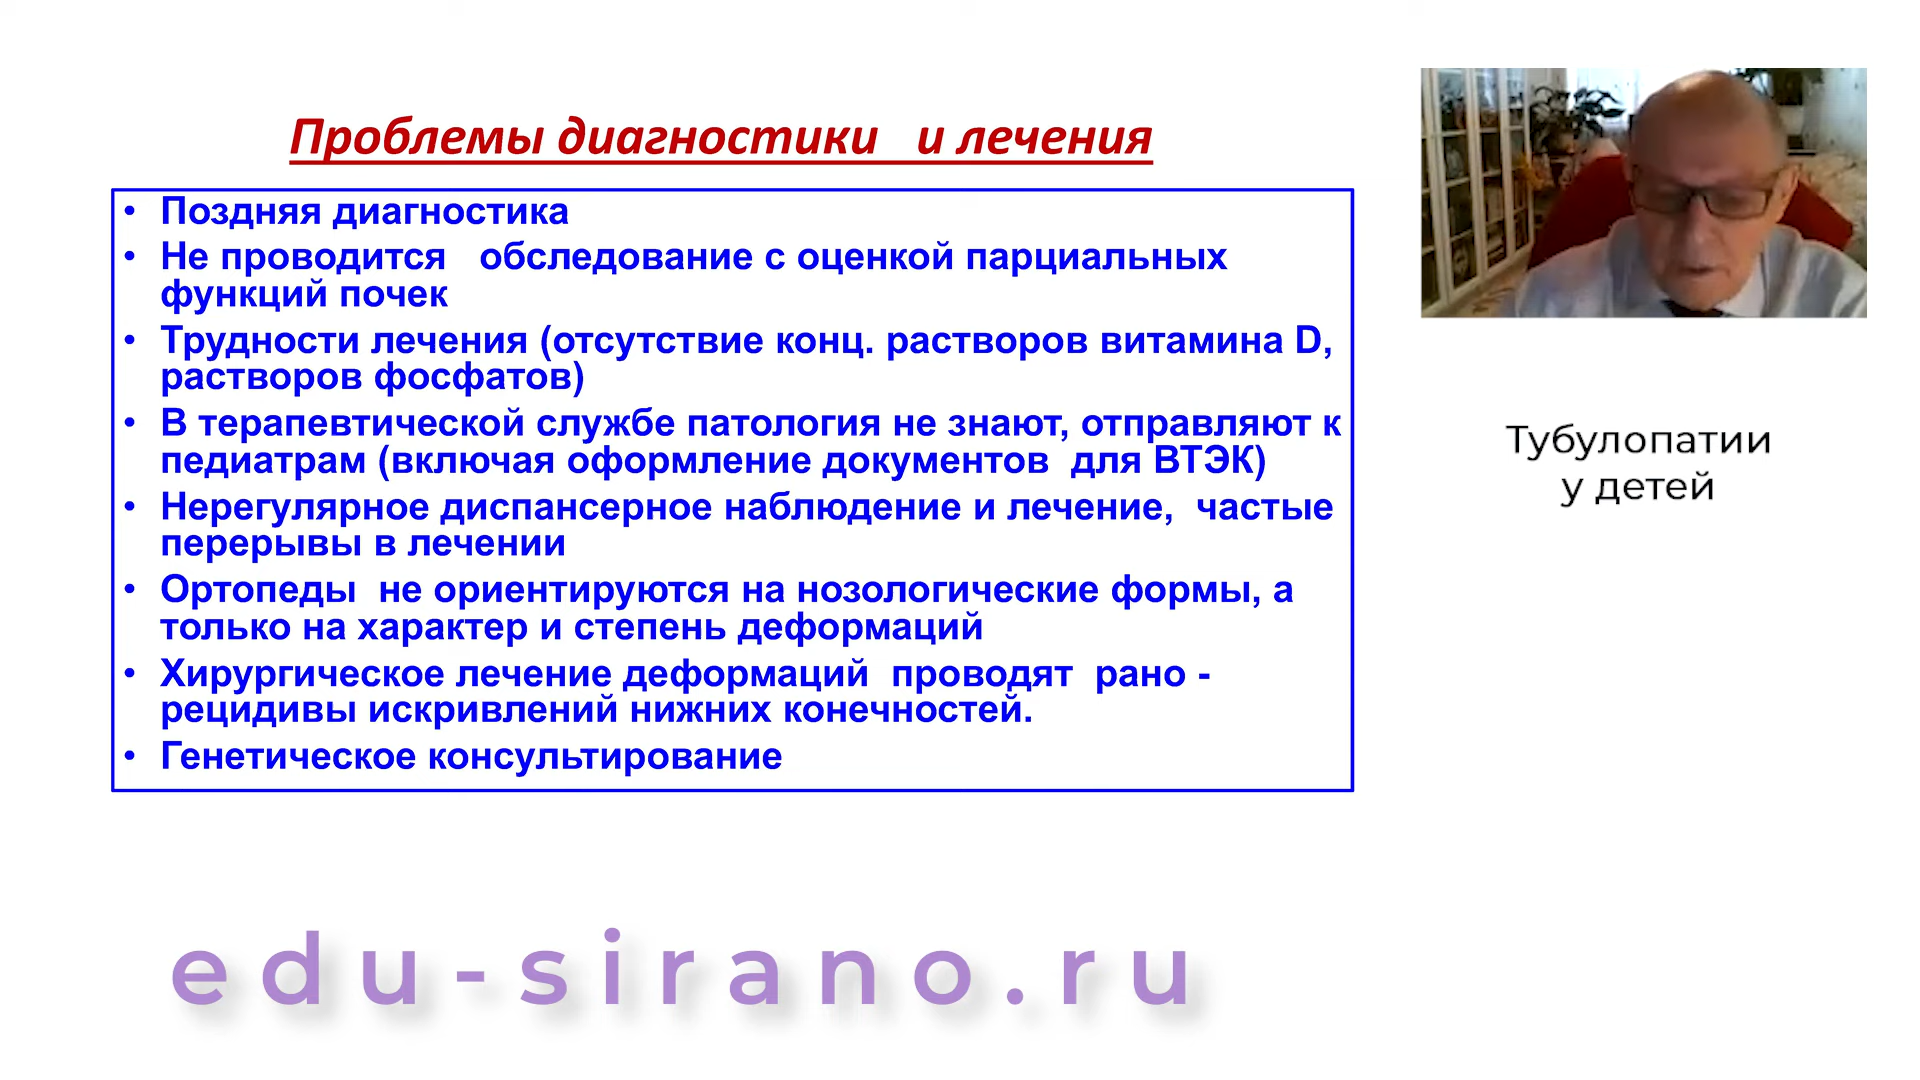 Проблемы диагностики и лечения
• Поздняя диагностика
• Не проводится обследование с оценкой парциальных
функций почек
• Трудности лечения (отсутствие конц. растворов витамина D,
растворов фосфатов)
• В терапевтической службе патология не знают, отправляют к
педиатрам (включая оформление документов для ВТЭК)
• Нерегулярное диспансерное наблюдение и лечение, частые
перерывы в лечении
• Ортопеды не ориентируются на нозологические формы, а
только на характер и степень деформаций
• Хирургическое лечение деформаций проводят рано -
рецидивы искривлений нижних конечностей.
• Генетическое консультирование
Тубулопатии
у детей
edu-sirano.ru